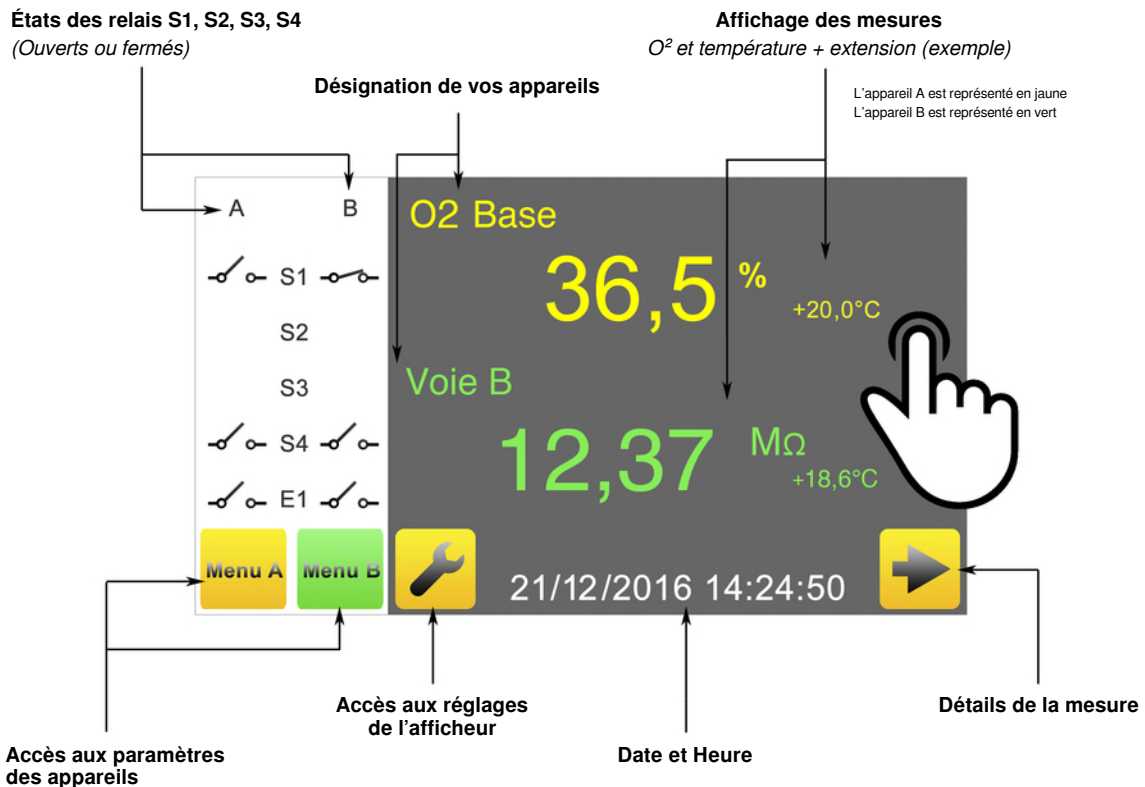 États des relais S1, S2, S3, S4
(Ouverts ou fermés)
Affichage des mesures
O² et température + extension (exemple)
Désignation de vos appareils
L'appareil A est représenté en jaune
L'appareil B est représenté en vert
A B
O2 Base
36,5 %
+20,0°C
S1
S2
S3
S4
E1
Voie B
12,37 MΩ
+18,6°C
Menu A Menu B
21/12/2016 14:24:50
Accès aux réglages
de l'afficheur
Détails de la mesure
Date et Heure
Accès aux paramètres
des appareils